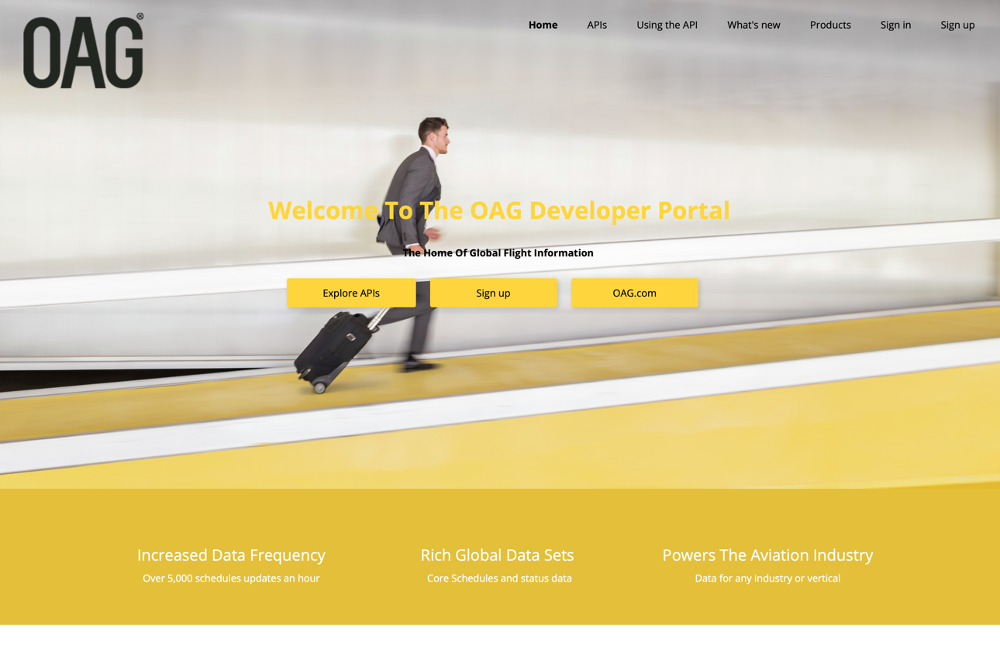 OAG®
Home APIs Using the API What's new Products Sign in Sign up
Welcome To The OAG Developer Portal
The Home Of Global Flight Information
Explore APIs Sign up OAG.com
Increased Data Frequency Rich Global Data Sets Powers The Aviation Industry
Over 5,000 schedules updates an hour Core Schedules and status data Data for any industry or vertical